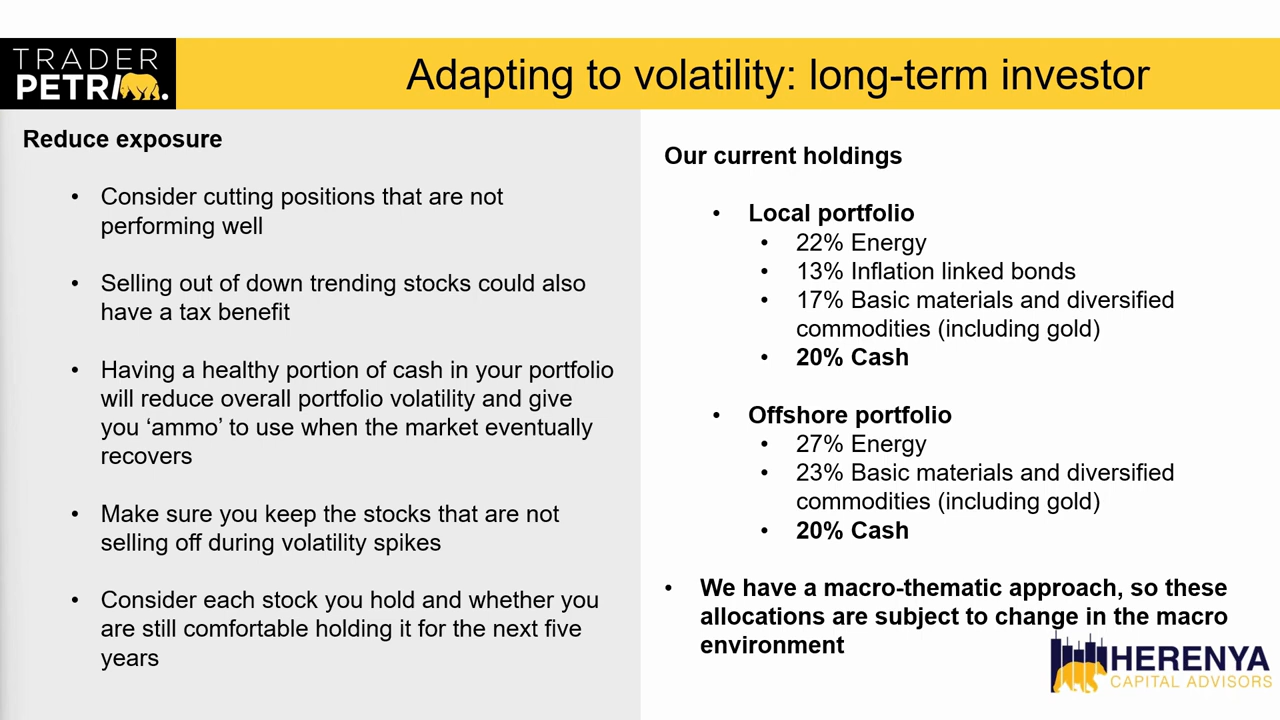 TRADER
PETRI
Adapting to volatility: long-term investor
Reduce exposure
• Consider cutting positions that are not
performing well
• Selling out of down trending stocks could also
have a tax benefit
• Having a healthy portion of cash in your portfolio
will reduce overall portfolio volatility and give
you ‘ammo’ to use when the market eventually
recovers
• Make sure you keep the stocks that are not
selling off during volatility spikes
• Consider each stock you hold and whether you
are still comfortable holding it for the next five
years
Our current holdings
• Local portfolio
• 22% Energy
• 13% Inflation linked bonds
• 17% Basic materials and diversified
commodities (including gold)
• 20% Cash
• Offshore portfolio
• 27% Energy
• 23% Basic materials and diversified
commodities (including gold)
• 20% Cash
• We have a macro-thematic approach, so these
allocations are subject to change in the macro
environment
HERENYA
CAPITAL ADVISORS